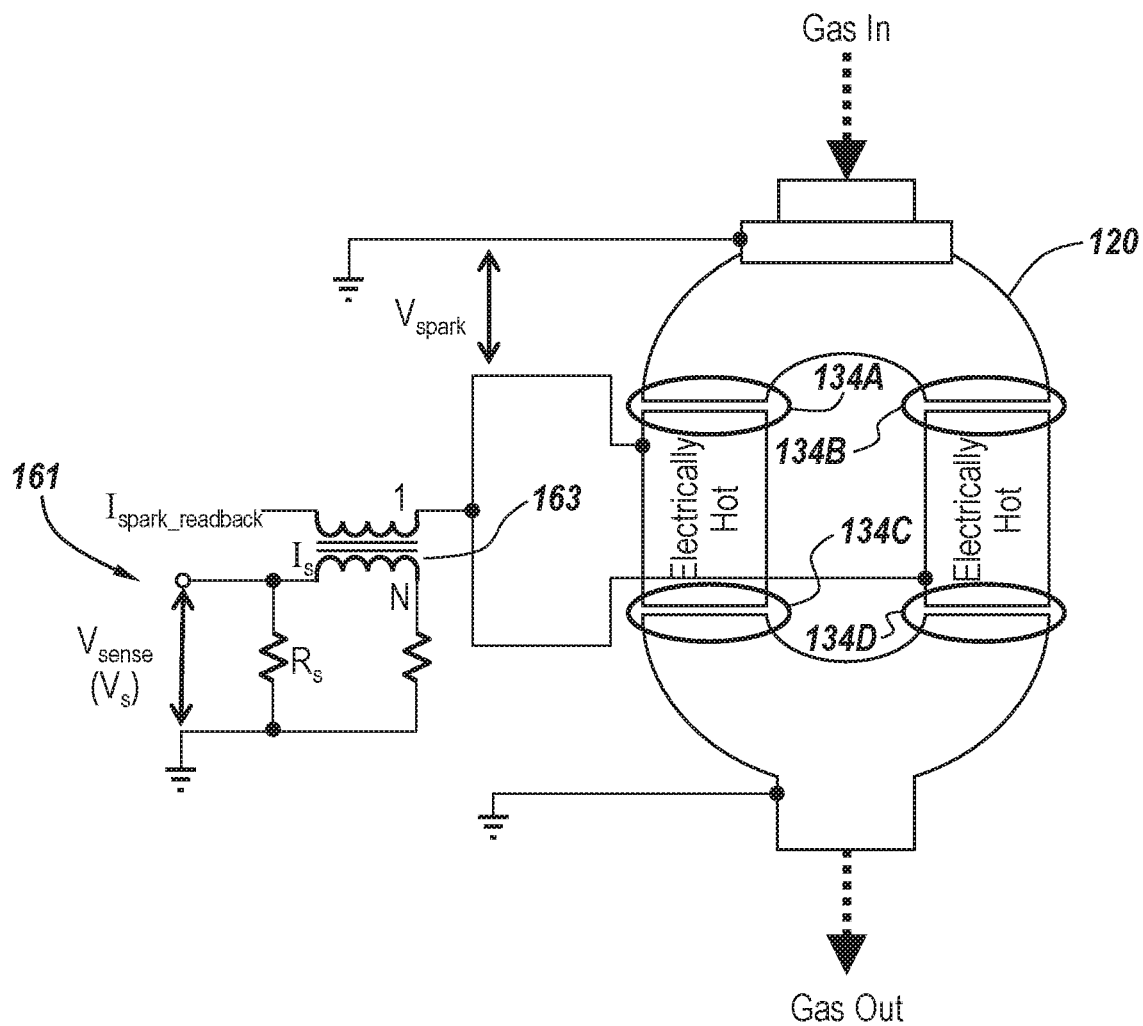 Gas In
120
Vspark
134A
134B
Electrically
Hot
Electrically
Hot
161
Ispark_readback
1
163
Is
N
134C
134D
Vsense
(Vs)
Rs
Gas Out